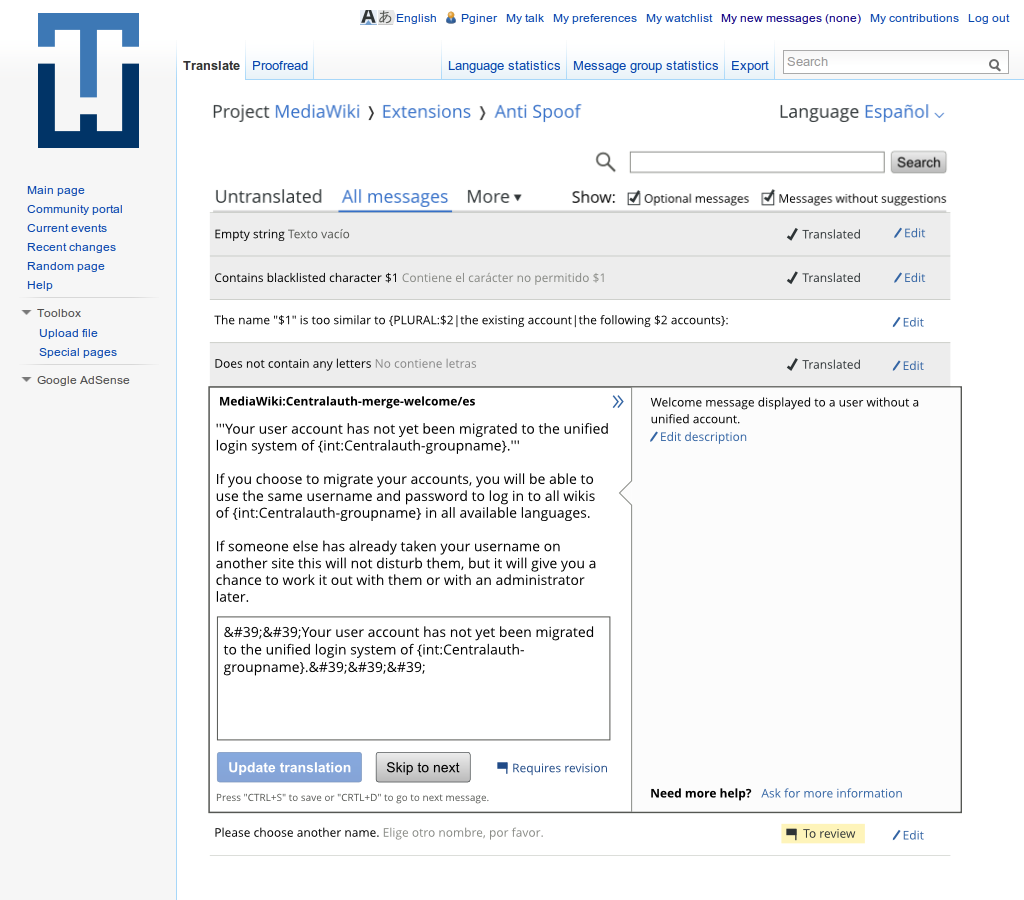 English Pginer My talk My preferences My watchlist My new messages (none) My contributions Log out
Translate Proofread Language statistics Message group statistics Export Search
Project MediaWiki ❭ Extensions ❭ Anti Spoof Language Español
Search
Main page
Community portal
Current events
Recent changes
Random page
Help
Toolbox
Upload file
Special pages
Google AdSense
Untranslated All messages More ▾ Show: Optional messages Messages without suggestions
Empty string Texto vacío Translated Edit
Contains blacklisted character $1 Contiene el carácter no permitido $1 Translated Edit
The name "$1" is too similar to {PLURAL:$2|the existing account|the following $2 accounts}: Edit
Does not contain any letters No contiene letras Translated Edit
MediaWiki:Centralauth-merge-welcome/es
'''Your user account has not yet been migrated to the unified
login system of {int:Centralauth-groupname}.'''
If you choose to migrate your accounts, you will be able to
use the same username and password to log in to all wikis
of {int:Centralauth-groupname} in all available languages.
If someone else has already taken your username on
another site this will not disturb them, but it will give you a
chance to work it out with them or with an administrator
later.
&#39;&#39;Your user account has not yet been migrated
to the unified login system of {int:Centralauth-
groupname}.&#39;&#39;&#39;
Update translation Skip to next Requires revision
Press "CTRL+S" to save or "CRTL+D" to go to next message.
Welcome message displayed to a user without a
unified account.
Edit description
Need more help? Ask for more information
Please choose another name. Elige otro nombre, por favor. To review Edit